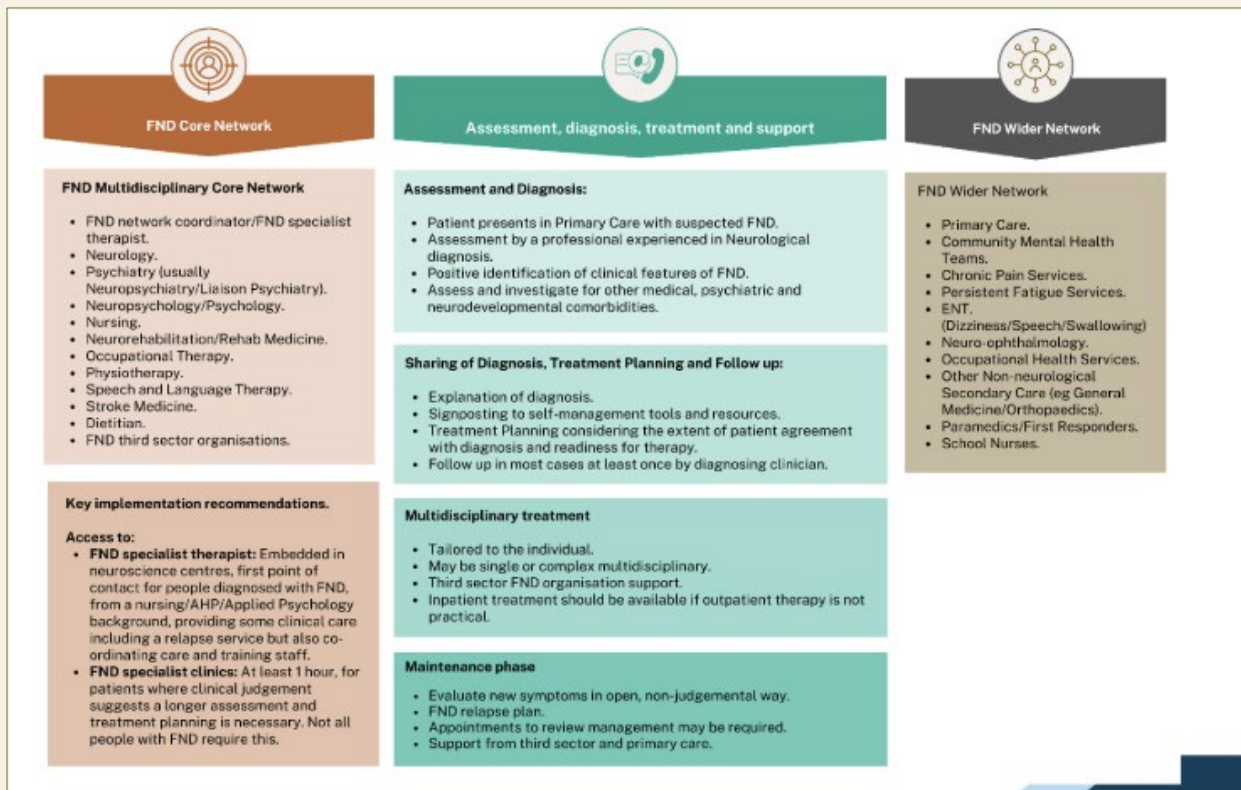 FND Core Network
FND Multidisciplinary Core Network
• FND network coordinator/FND specialist
therapist.
• Neurology.
• Psychiatry (usually
Neuropsychiatry/Liaison Psychiatry).
• Neuropsychology/Psychology.
• Nursing.
• Neurorehabilitation/Rehab Medicine.
• Occupational Therapy.
• Physiotherapy.
• Speech and Language Therapy.
• Stroke Medicine.
• Dietitian.
• FND third sector organisations.
Key implementation recommendations.
Access to:
• FND specialist therapist: Embedded in
neuroscience centres, first point of
contact for people diagnosed with FND,
from a nursing/AHP/Applied Psychology
background, providing some clinical care
including a relapse service but also co-
ordinating care and training staff.
• FND specialist clinics: At least 1 hour, for
patients where clinical judgement
suggests a longer assessment and
treatment planning is necessary. Not all
people with FND require this.
Assessment, diagnosis, treatment and support
Assessment and Diagnosis:
• Patient presents in Primary Care with suspected FND.
• Assessment by a professional experienced in Neurological
diagnosis.
• Positive identification of clinical features of FND.
• Assess and investigate for other medical, psychiatric and
neurodevelopmental comorbidities.
Sharing of Diagnosis, Treatment Planning and Follow up:
• Explanation of diagnosis.
• Signposting to self-management tools and resources.
• Treatment Planning considering the extent of patient agreement
with diagnosis and readiness for therapy.
• Follow up in most cases at least once by diagnosing clinician.
Multidisciplinary treatment
• Tailored to the individual.
• May be single or complex multidisciplinary.
• Third sector FND organisation support.
• Inpatient treatment should be available if outpatient therapy is not
practical.
Maintenance phase
• Evaluate new symptoms in open, non-judgemental way.
• FND relapse plan.
• Appointments to review management may be required.
• Support from third sector and primary care.
FND Wider Network
FND Wider Network
• Primary Care.
• Community Mental Health
Teams.
• Chronic Pain Services.
• Persistent Fatigue Services.
• ENT.
(Dizziness/Speech/Swallowing)
• Neuro-ophthalmology.
• Occupational Health Services.
• Other Non-neurological
Secondary Care (eg General
Medicine/Orthopaedics).
• Paramedics/First Responders.
• School Nurses.